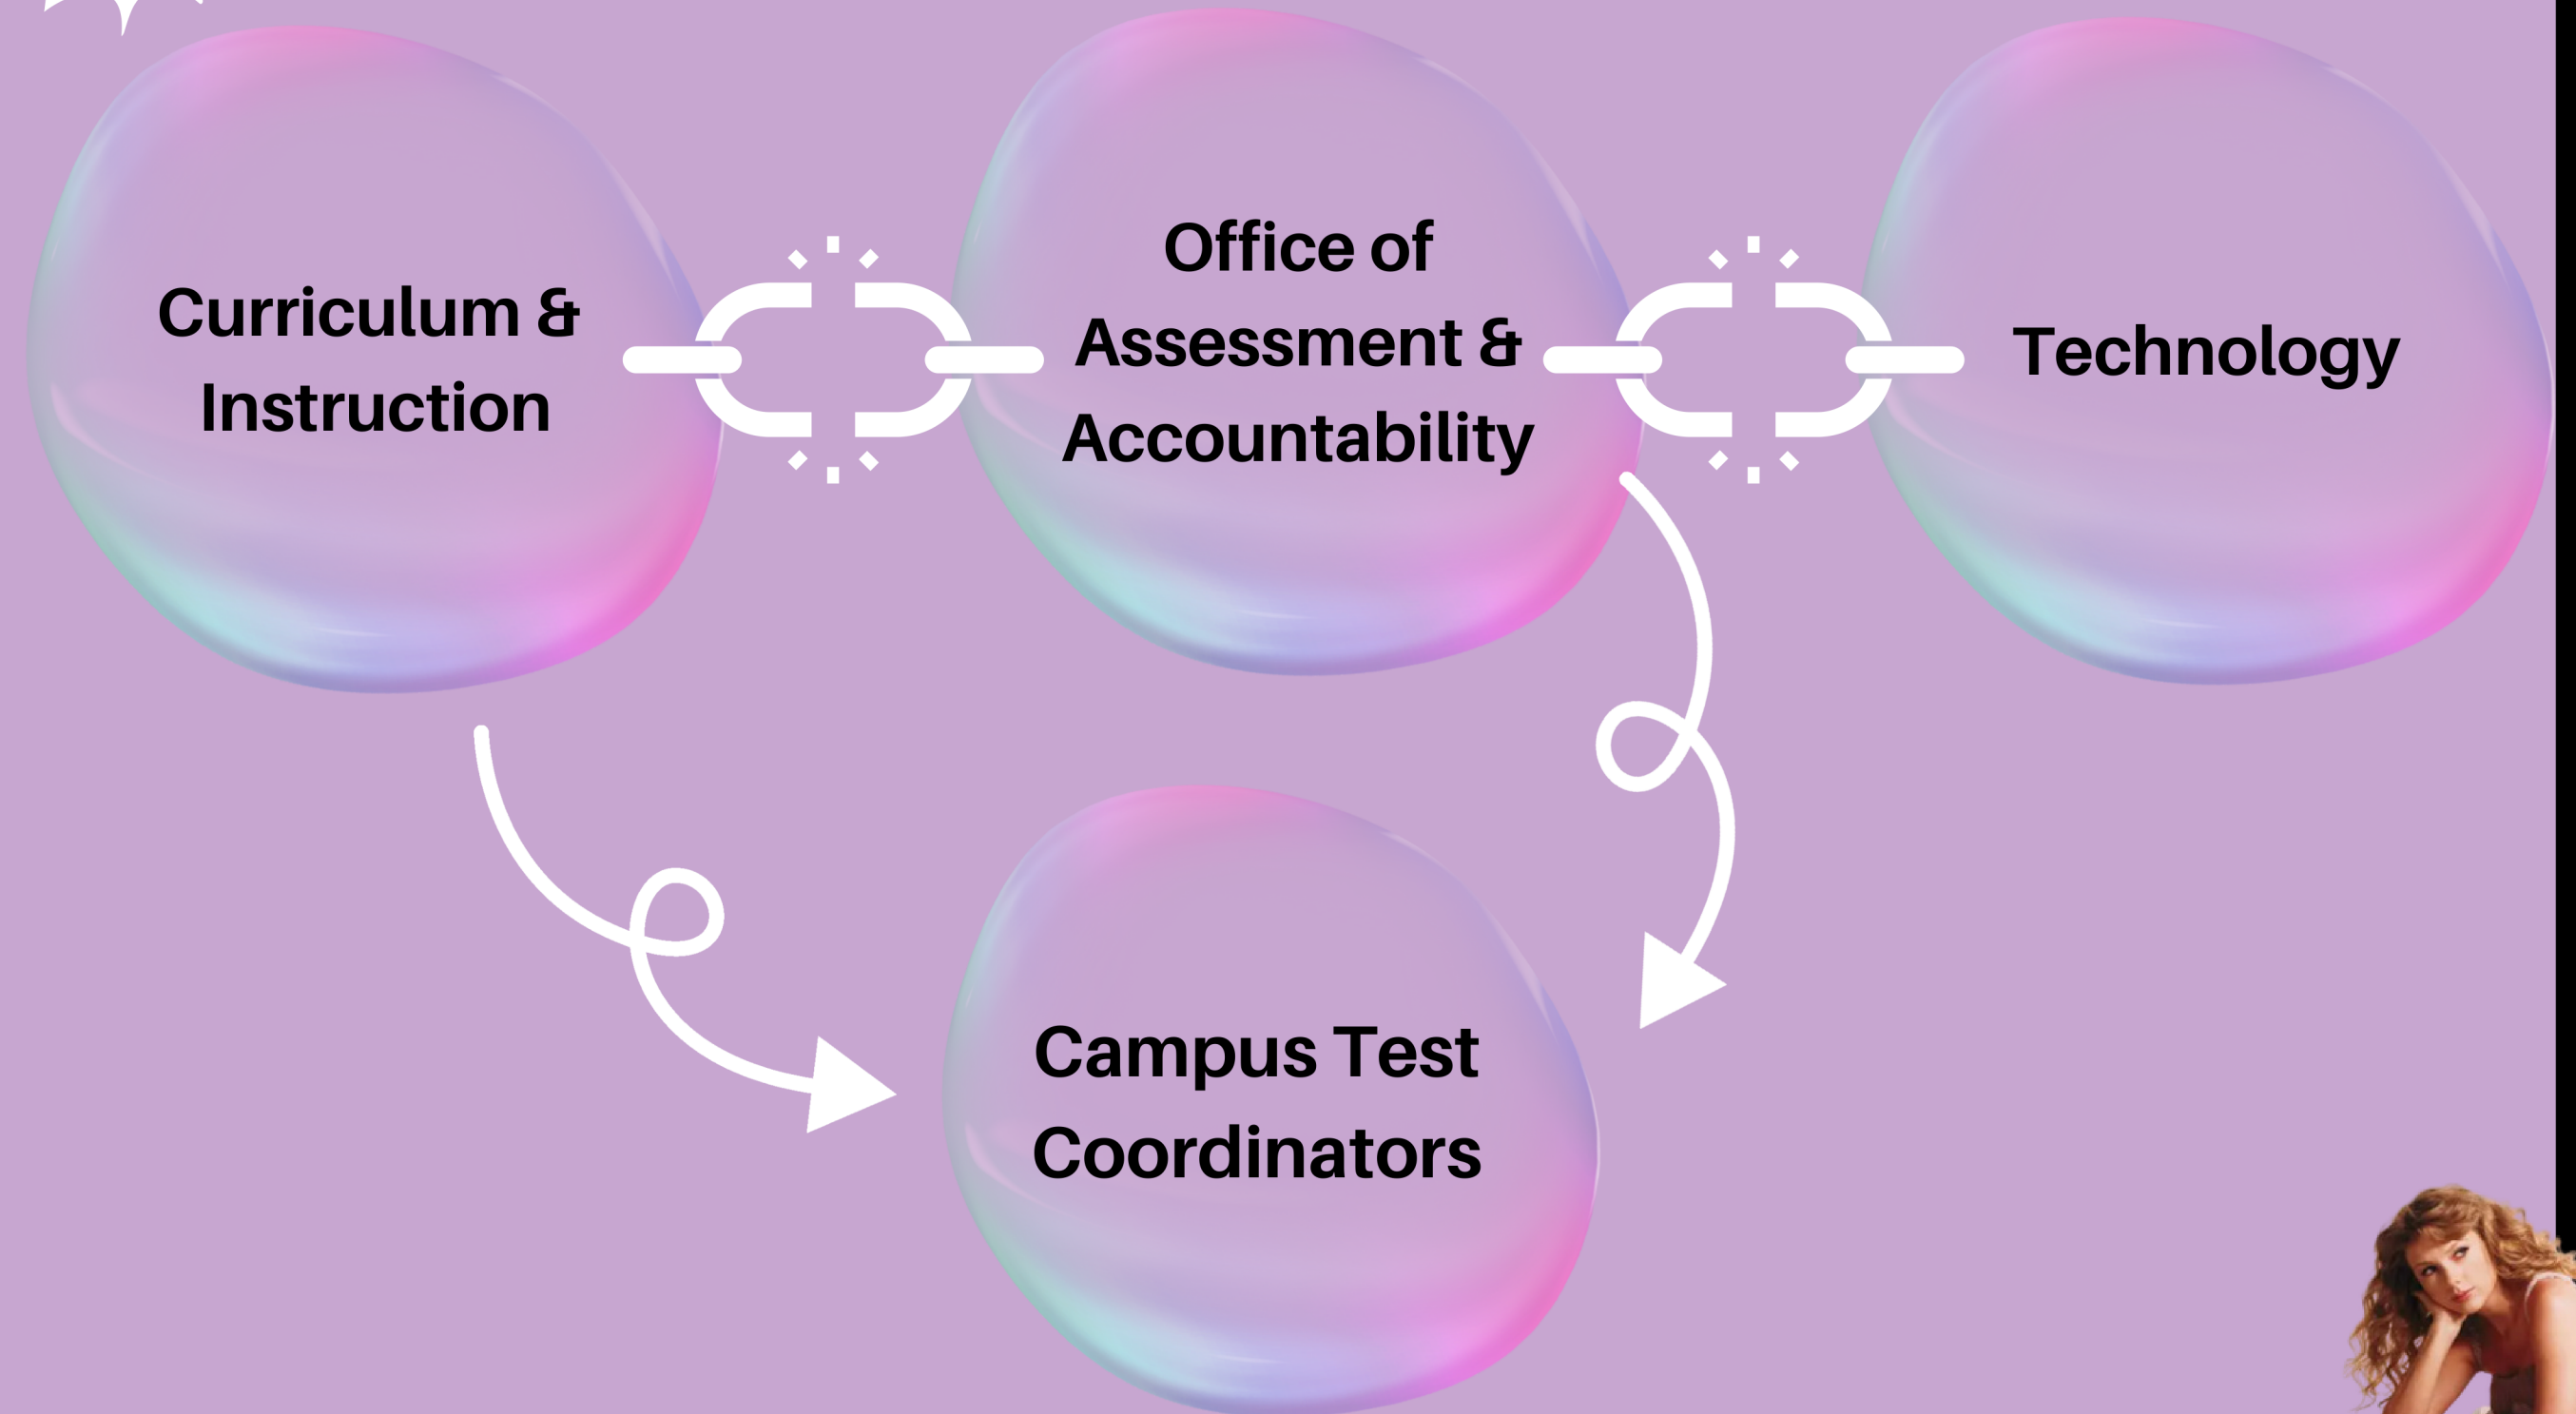 Curriculum &
Instruction
Office of
Assessment &
Accountability
Technology
Campus Test
Coordinators